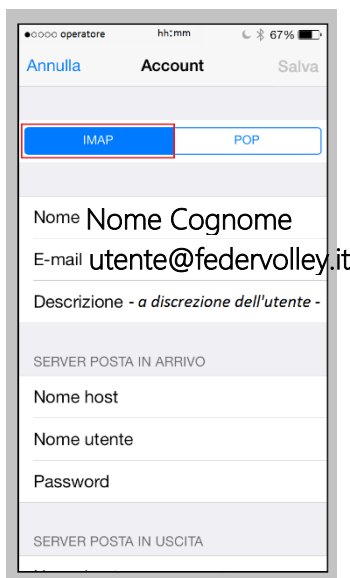 operatore hh:mm 67%
Annulla Account Salva
IMAP POP
Nome Nome Cognome
E-mail utente@federvolley.it
Descrizione - a discrezione dell'utente -
SERVER POSTA IN ARRIVO
Nome host
Nome utente
Password
SERVER POSTA IN USCITA